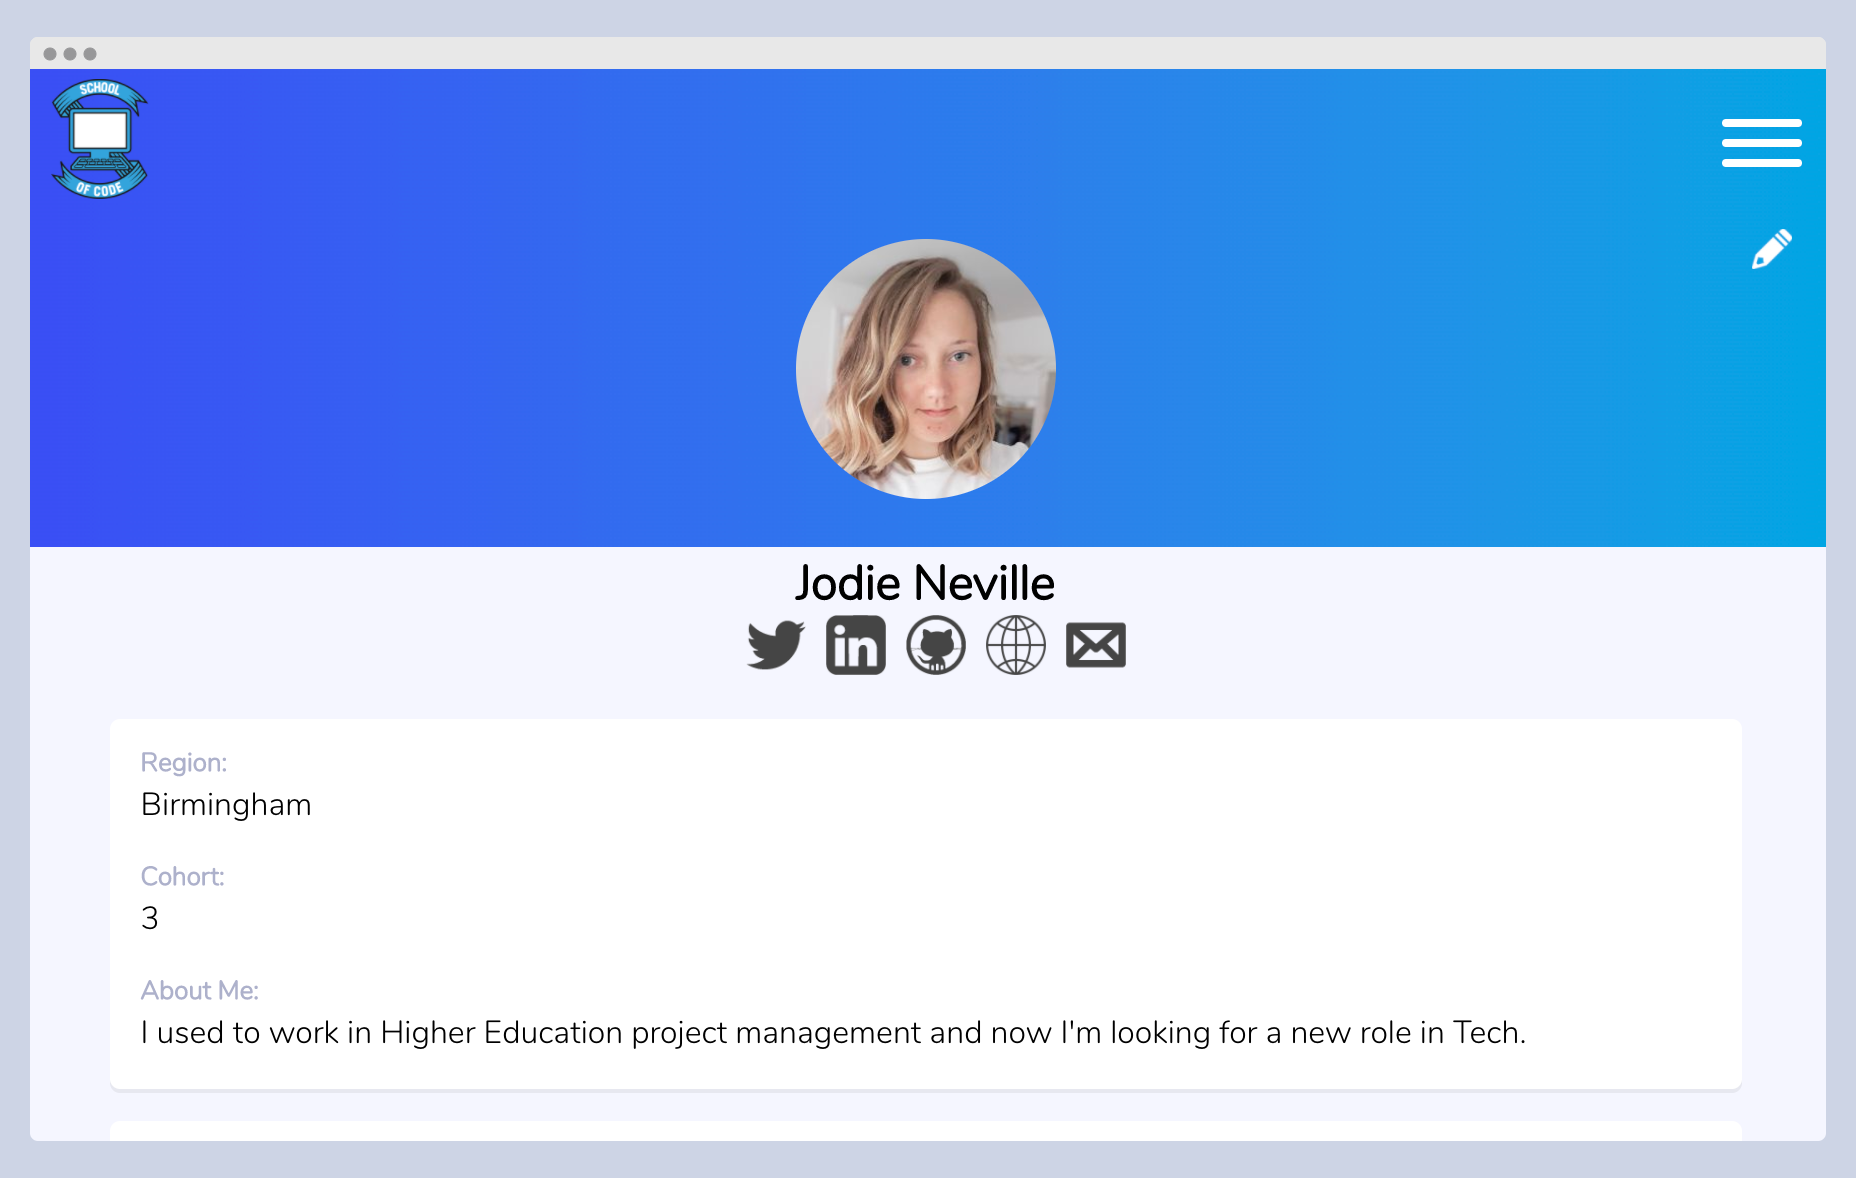 SCHOOL
OF CODE
Jodie Neville
in
Region:
Birmingham
Cohort:
3
About Me:
I used to work in Higher Education project management and now I'm looking for a new role in Tech.